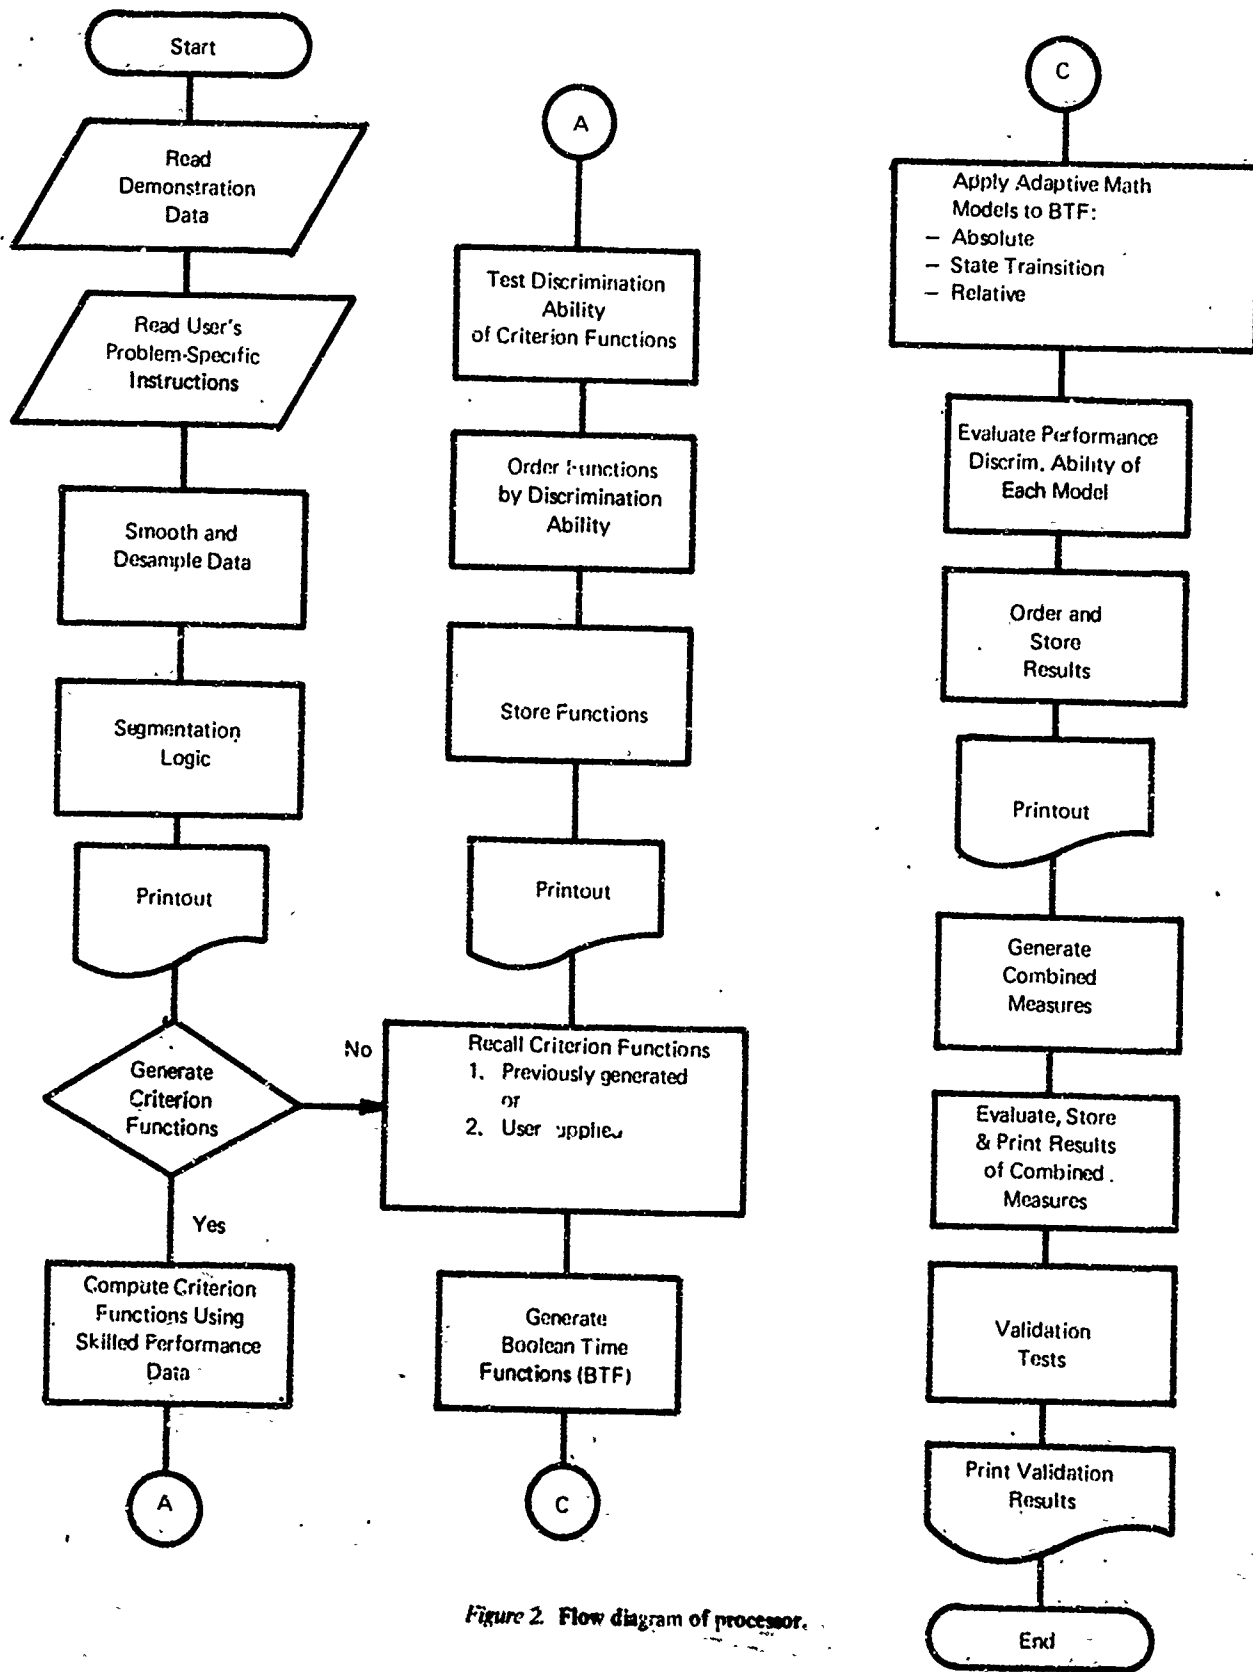 Start
Read
Demonstration
Data
Read User's
Problem-Specific
Instructions
Smooth and
Desample Data
Segmentation
Logic
Printout
Generate
Criterion
Functions
No
Yes
Compute Criterion
Functions Using
Skilled Performance
Data
A
A
Test Discrimination
Ability
of Criterion Functions
Order Functions
by Discrimination
Ability
Store Functions
Printout
Recall Criterion Functions
1. Previously generated
or
2. User
Generate
Boolean Time
Functions (BTF)
C
C
Apply Adaptive Math
Models to BTF:
– Absolute
– State Trainsition
– Relative
Evaluate Performance
Discrim. Ability of
Each Model
Order and
Store
Results
Printout
Generate
Combined
Measures
Evaluate, Store
& Print Results
of Combined
Measures
Validation
Tests
Print Validation
Results
End
Figure 2. Flow diagram of processor.